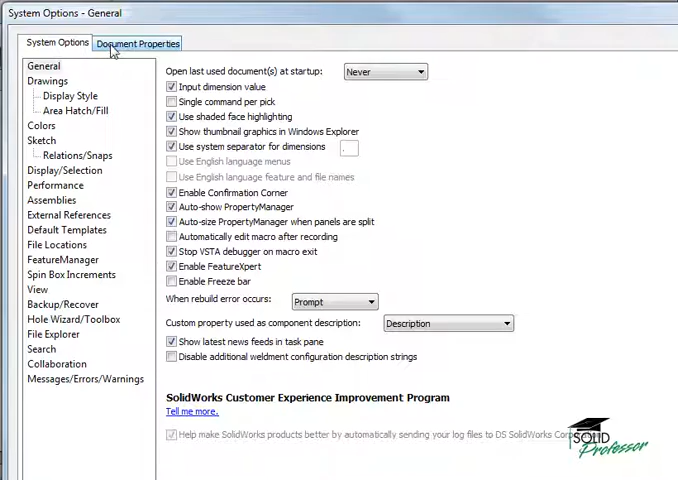 System Options - General
System Options Document Properties
General
Drawings
Display Style
Area Hatch/Fill
Colors
Sketch
Relations/Snaps
Display/Selection
Performance
Assemblies
External References
Default Templates
File Locations
FeatureManager
Spin Box Increments
View
Backup/Recover
Hole Wizard/Toolbox
File Explorer
Search
Collaboration
Messages/Errors/Warnings
Open last used document(s) at startup: Never
Input dimension value
Single command per pick
Use shaded face highlighting
Show thumbnail graphics in Windows Explorer
Use system separator for dimensions .
Use English language menus
Use English language feature and file names
Enable Confirmation Corner
Auto-show PropertyManager
Auto-size PropertyManager when panels are split
Automatically edit macro after recording
Stop VSTA debugger on macro exit
Enable FeatureXpert
Enable Freeze bar
When rebuild error occurs: Prompt
Custom property used as component description: Description
Show latest news feeds in task pane
Disable additional weldment configuration description strings
SolidWorks Customer Experience Improvement Program
Tell me more.
Help make SolidWorks products better by automatically sending your log files to DS SolidWorks
SOLID
Professor